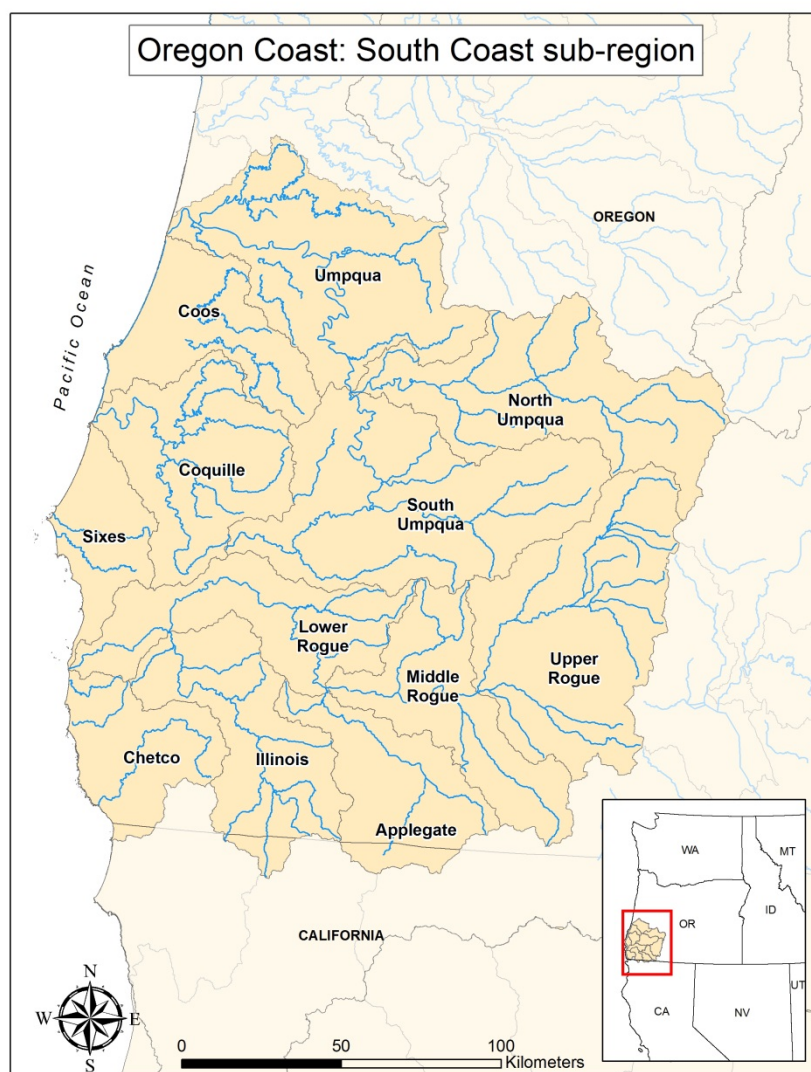 Oregon Coast: South Coast sub-region
OREGON
Pacific Ocean
Umpqua
Coos
North
Umpqua
Coquille
South
Umpqua
Sixes
Lower
Rogue
Middle
Rogue
Upper
Rogue
Chetco
Illinois
Applegate
CALIFORNIA
WA
MT
OR
ID
CA
NV
UT
N
W
E
S
0
50
100
Kilometers